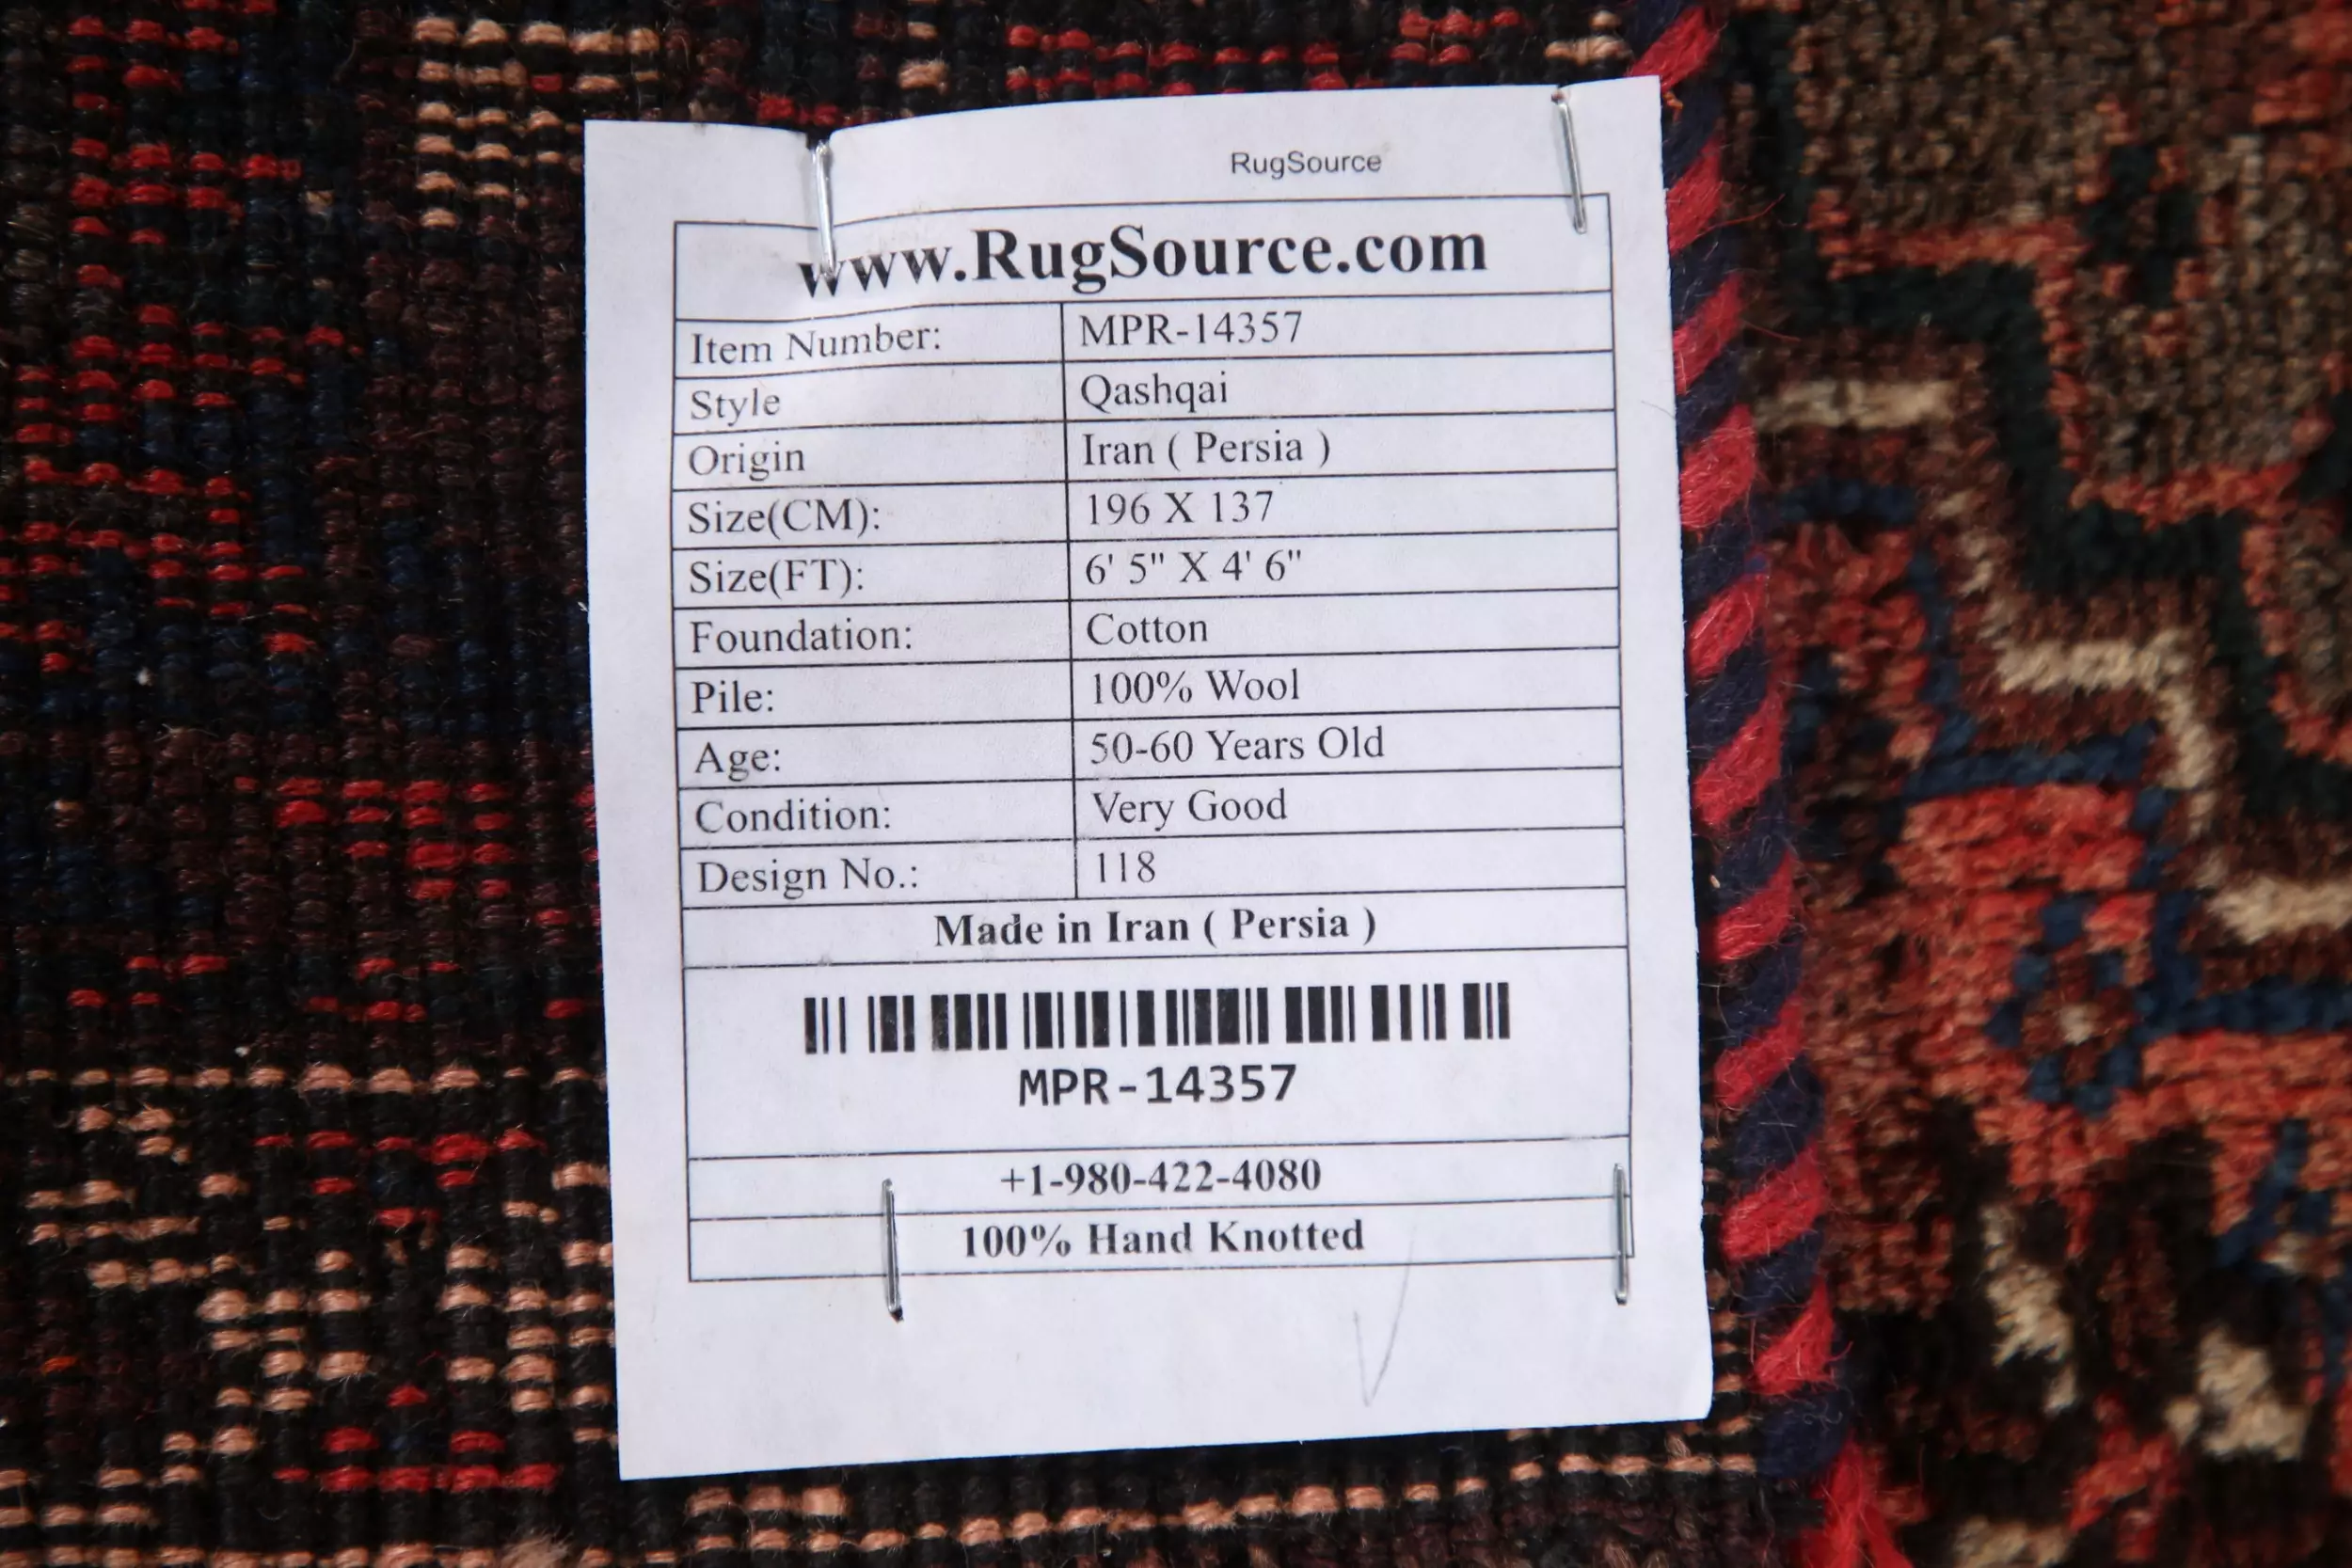 RugSource
www.RugSource.com
Item Number: MPR-14357
Style Qashqai
Origin Iran ( Persia )
Size(CM): 196 X 137
Size(FT): 6' 5" X 4' 6"
Foundation: Cotton
Pile: 100% Wool
Age: 50-60 Years Old
Condition: Very Good
Design No.: 118
Made in Iran ( Persia )
MPR-14357
+1-980-422-4080
100% Hand Knotted